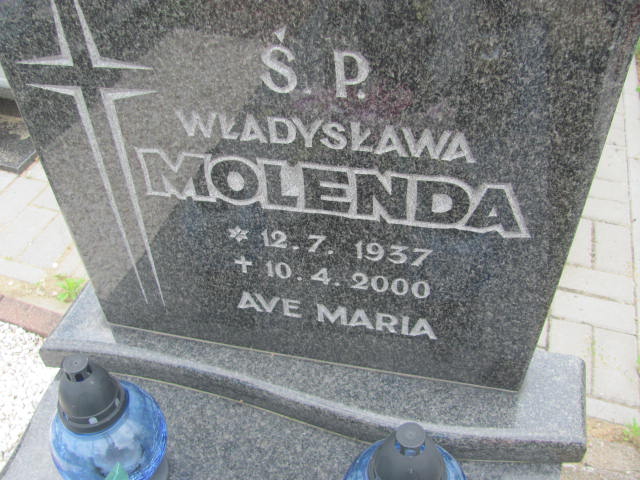 Ś. P.
WŁADYSŁAWA
MOLENDA
* 12. 7. 1937
+ 10. 4. 2000
AVE MARIA